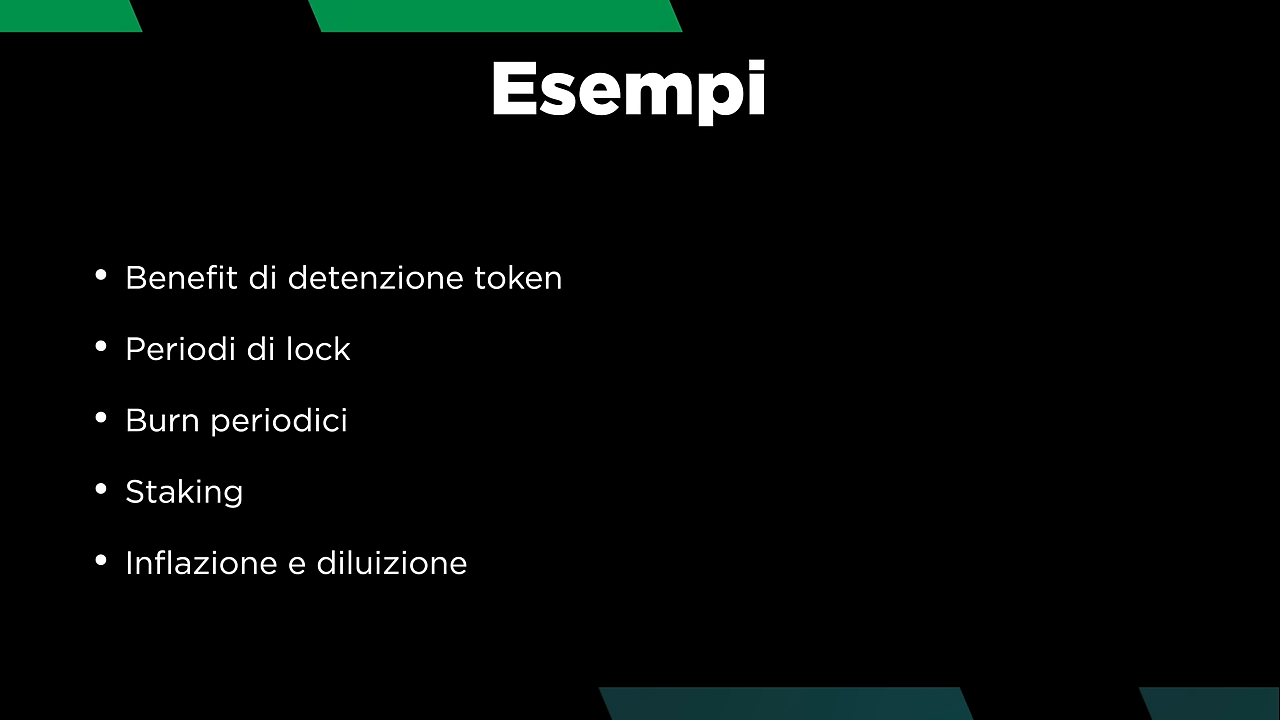 Esempi
• Benefit di detenzione token
• Periodi di lock
• Burn periodici
• Staking
• Inflazione e diluizione